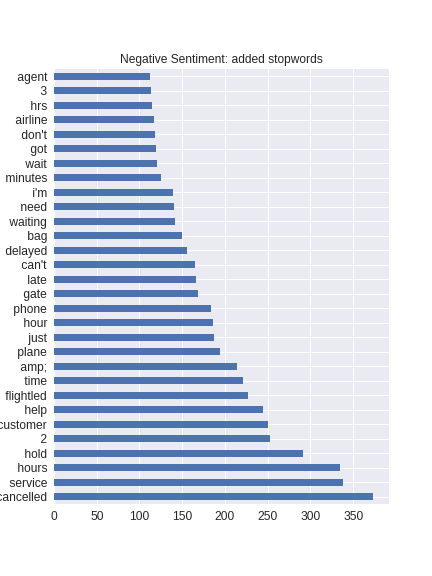 Negative Sentiment: added stopwords
agent
3
hrs
airline
don't
got
wait
minutes
i'm
need
waiting
bag
delayed
can't
late
gate
phone
hour
just
plane
amp;
time
flightled
help
customer
2
hold
hours
service
cancelled
0 50 100 150 200 250 300 350